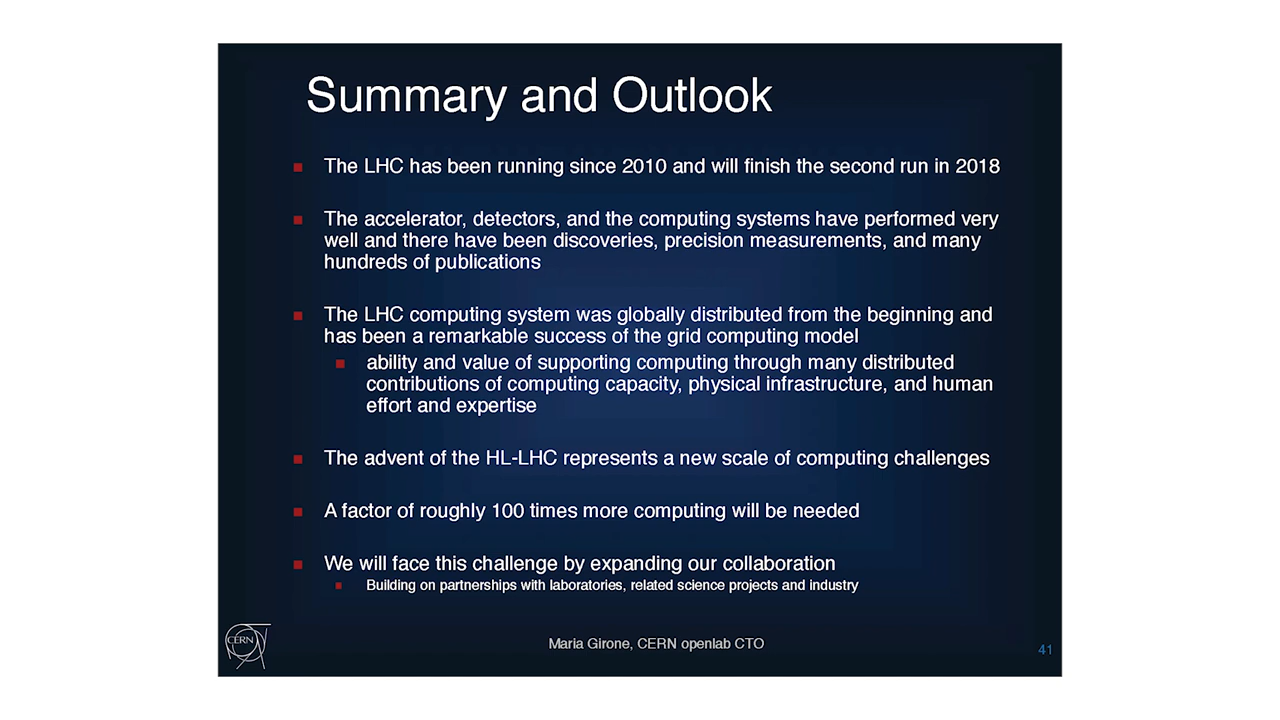 Summary and Outlook
The LHC has been running since 2010 and will finish the second run in 2018
The accelerator, detectors, and the computing systems have performed very
well and there have been discoveries, precision measurements, and many
hundreds of publications
The LHC computing system was globally distributed from the beginning and
has been a remarkable success of the grid computing model
ability and value of supporting computing through many distributed
contributions of computing capacity, physical infrastructure, and human
effort and expertise
The advent of the HL-LHC represents a new scale of computing challenges
A factor of roughly 100 times more computing will be needed
We will face this challenge by expanding our collaboration
Building on partnerships with laboratories, related science projects and industry
CERN
Maria Girone, CERN openlab CTO
41